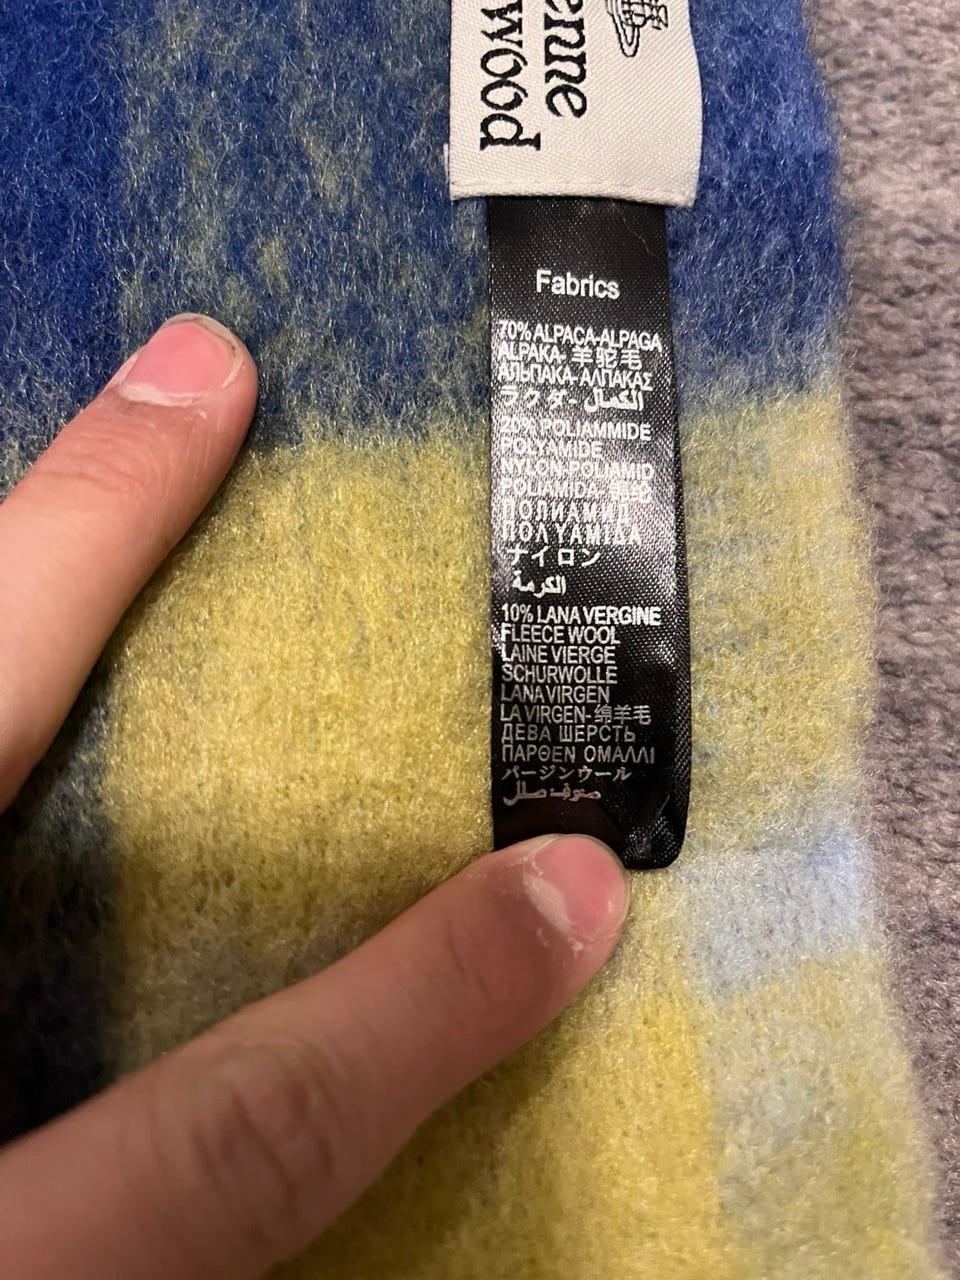 enne
wood
Fabrics
70% ALPACA-ALPAGA
ALPAKA- 羊驼毛
АЛЬПАКА- ΑΛΠΑΚΑΣ
ラクダ- الكمال
20% POLIAMMIDE
POLYAMIDE
NYLON-POLIAMID
POLIAMID-
ПОЛИАМИД
ΠΟΛΥΑΜΙΔΑ
ナイロン
الكرمة
10% LANA VERGINE
FLEECE WOOL
LAINE VIERGE
SCHURWOLLE
LANA VIRGEN
LA VIRGEN- 绵羊毛
ДЕВА ШЕРСТЬ
ΠΑΡΘΕΝ ΟΜΑΛΛΙ
バージンウール